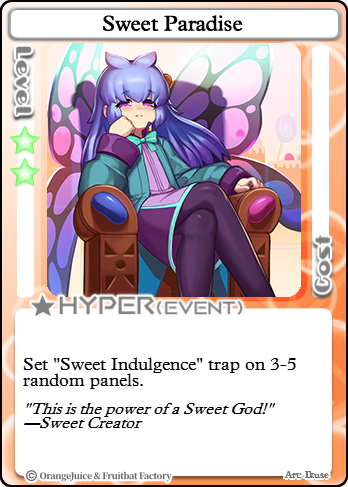 Sweet Paradise
Level
Cost
★HYPER(EVENT)
Set "Sweet Indulgence" trap on 3-5
random panels.
"This is the power of a Sweet God!"
—Sweet Creator
© OrangeJuice & Fruitbat Factory
Art: Ikuse